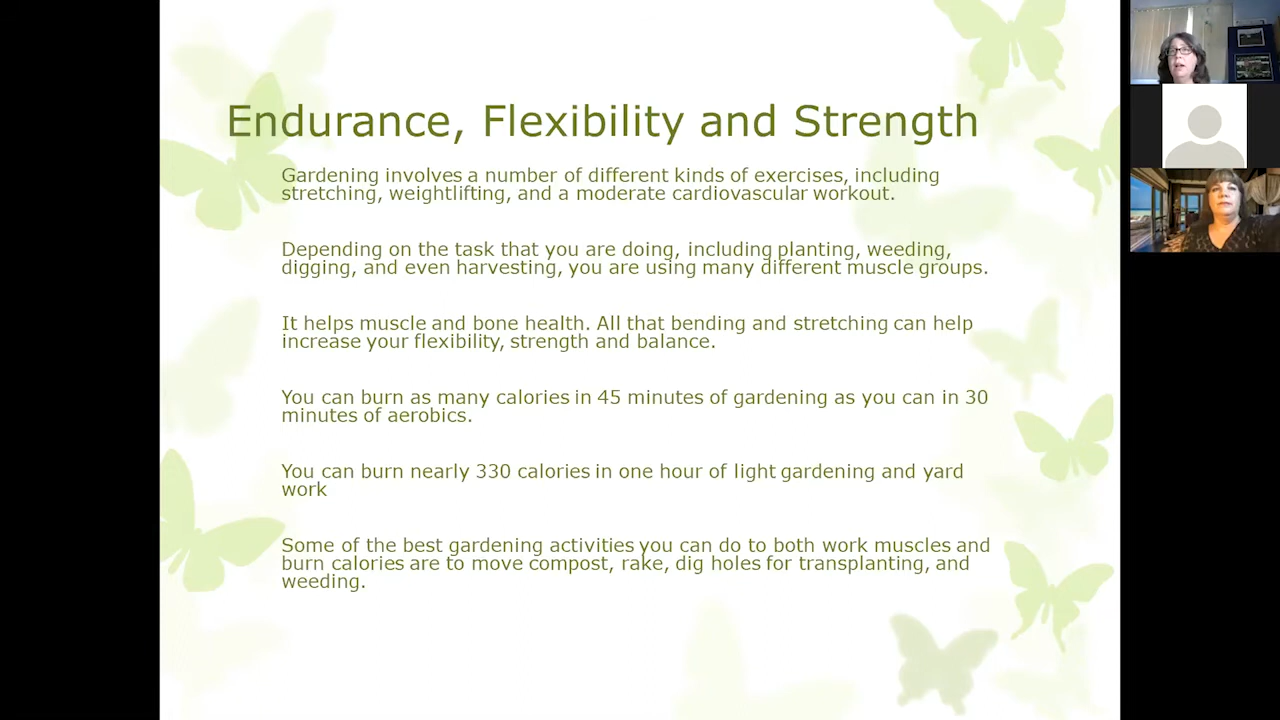 Endurance, Flexibility and Strength
Gardening involves a number of different kinds of exercises, including
stretching, weightlifting, and a moderate cardiovascular workout.
Depending on the task that you are doing, including planting, weeding,
digging, and even harvesting, you are using many different muscle groups.
It helps muscle and bone health. All that bending and stretching can help
increase your flexibility, strength and balance.
You can burn as many calories in 45 minutes of gardening as you can in 30
minutes of aerobics.
You can burn nearly 330 calories in one hour of light gardening and yard
work
Some of the best gardening activities you can do to both work muscles and
burn calories are to move compost, rake, dig holes for transplanting, and
weeding.